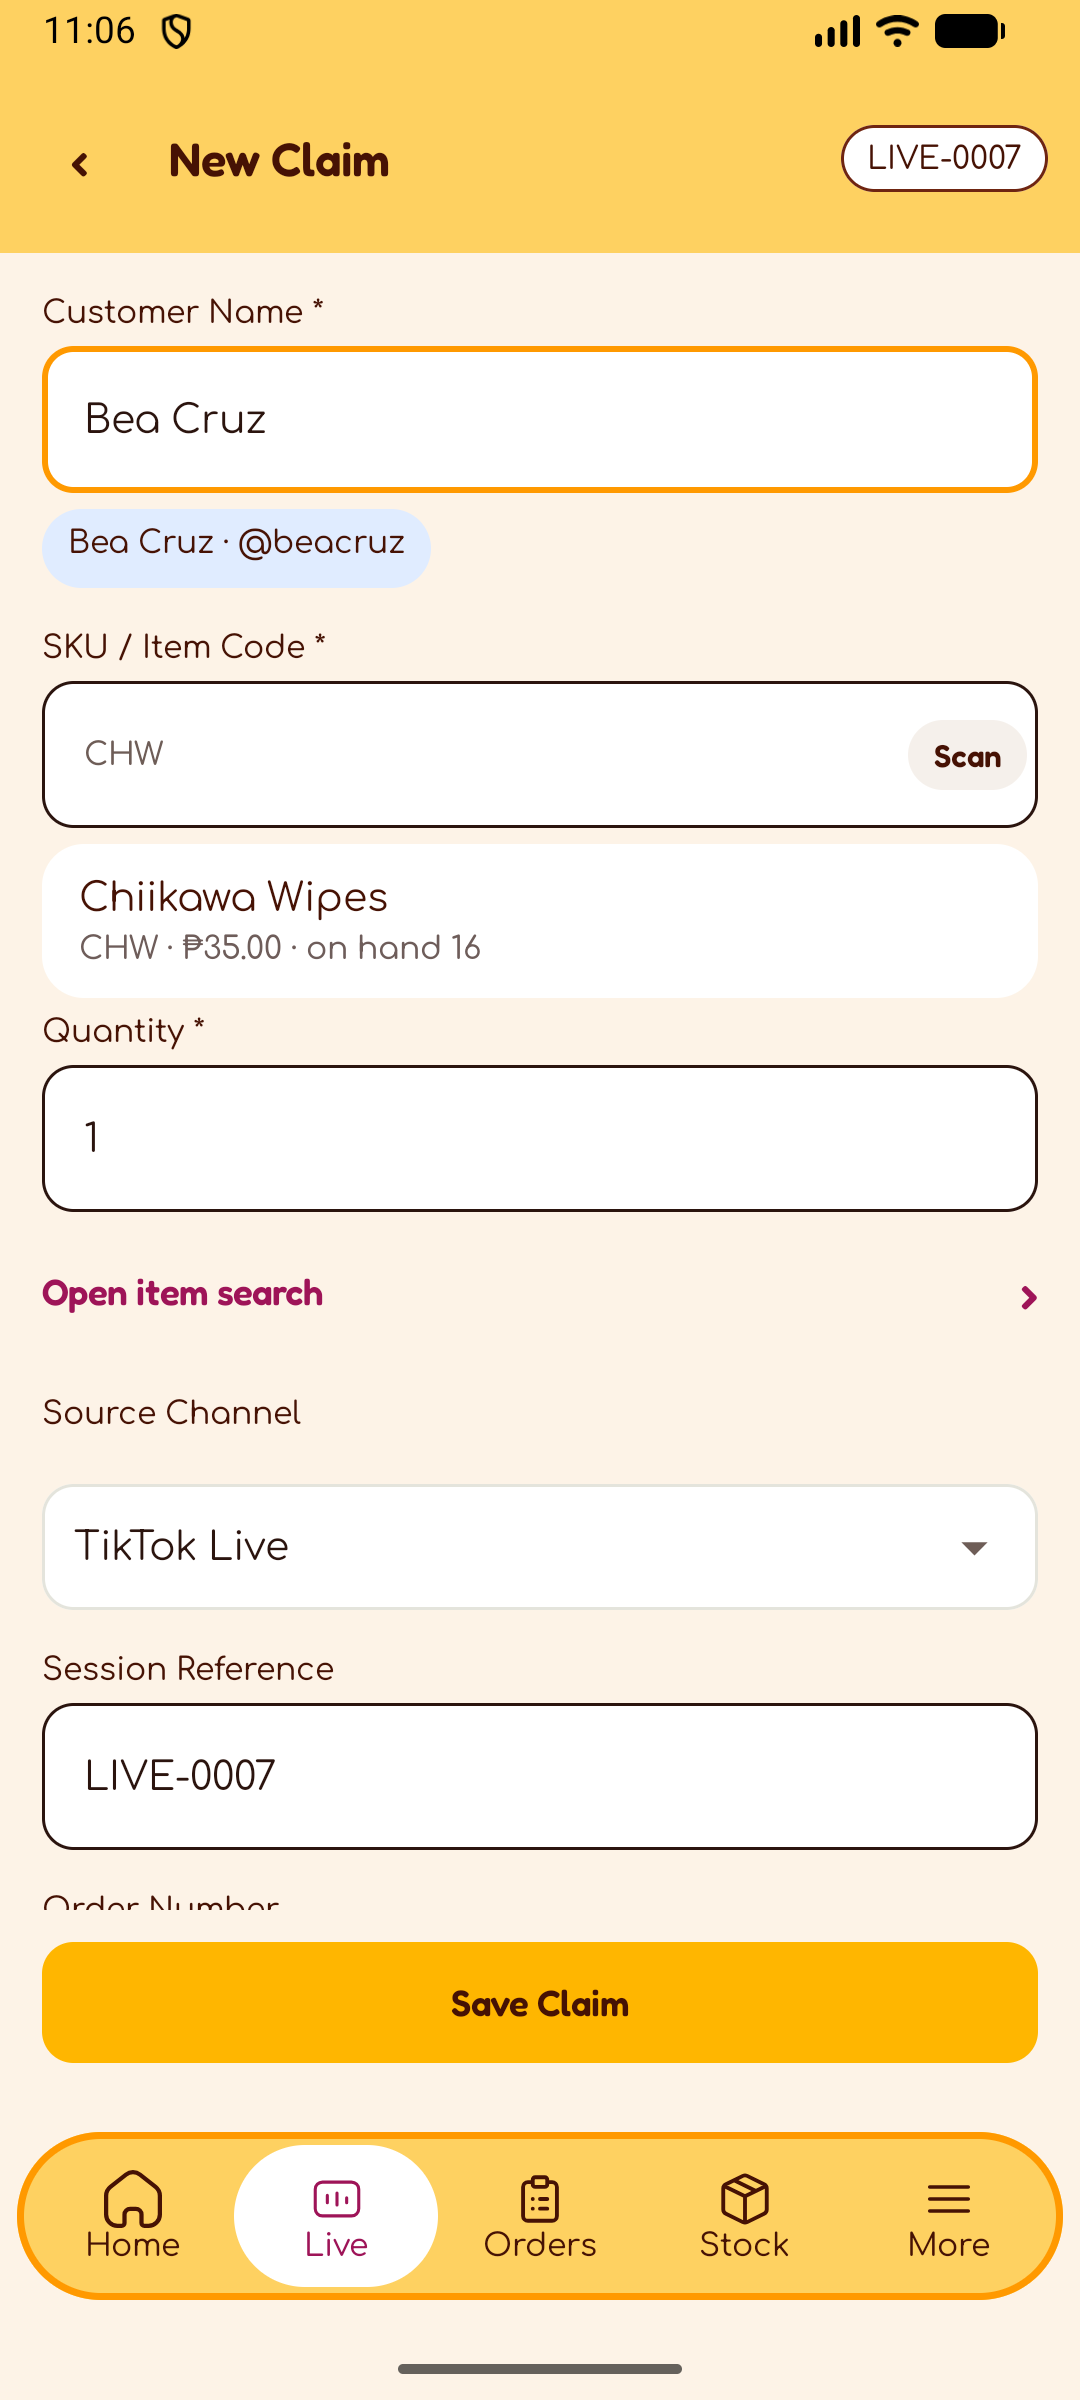 11:06
New Claim
LIVE-0007
Customer Name *
Bea Cruz
Bea Cruz · @beacruz
SKU / Item Code *
CHW
Scan
Chiikawa Wipes
CHW · ₱35.00 · on hand 16
Quantity *
1
Open item search
Source Channel
TikTok Live
Session Reference
LIVE-0007
Order Number
Save Claim
Home
Live
Orders
Stock
More